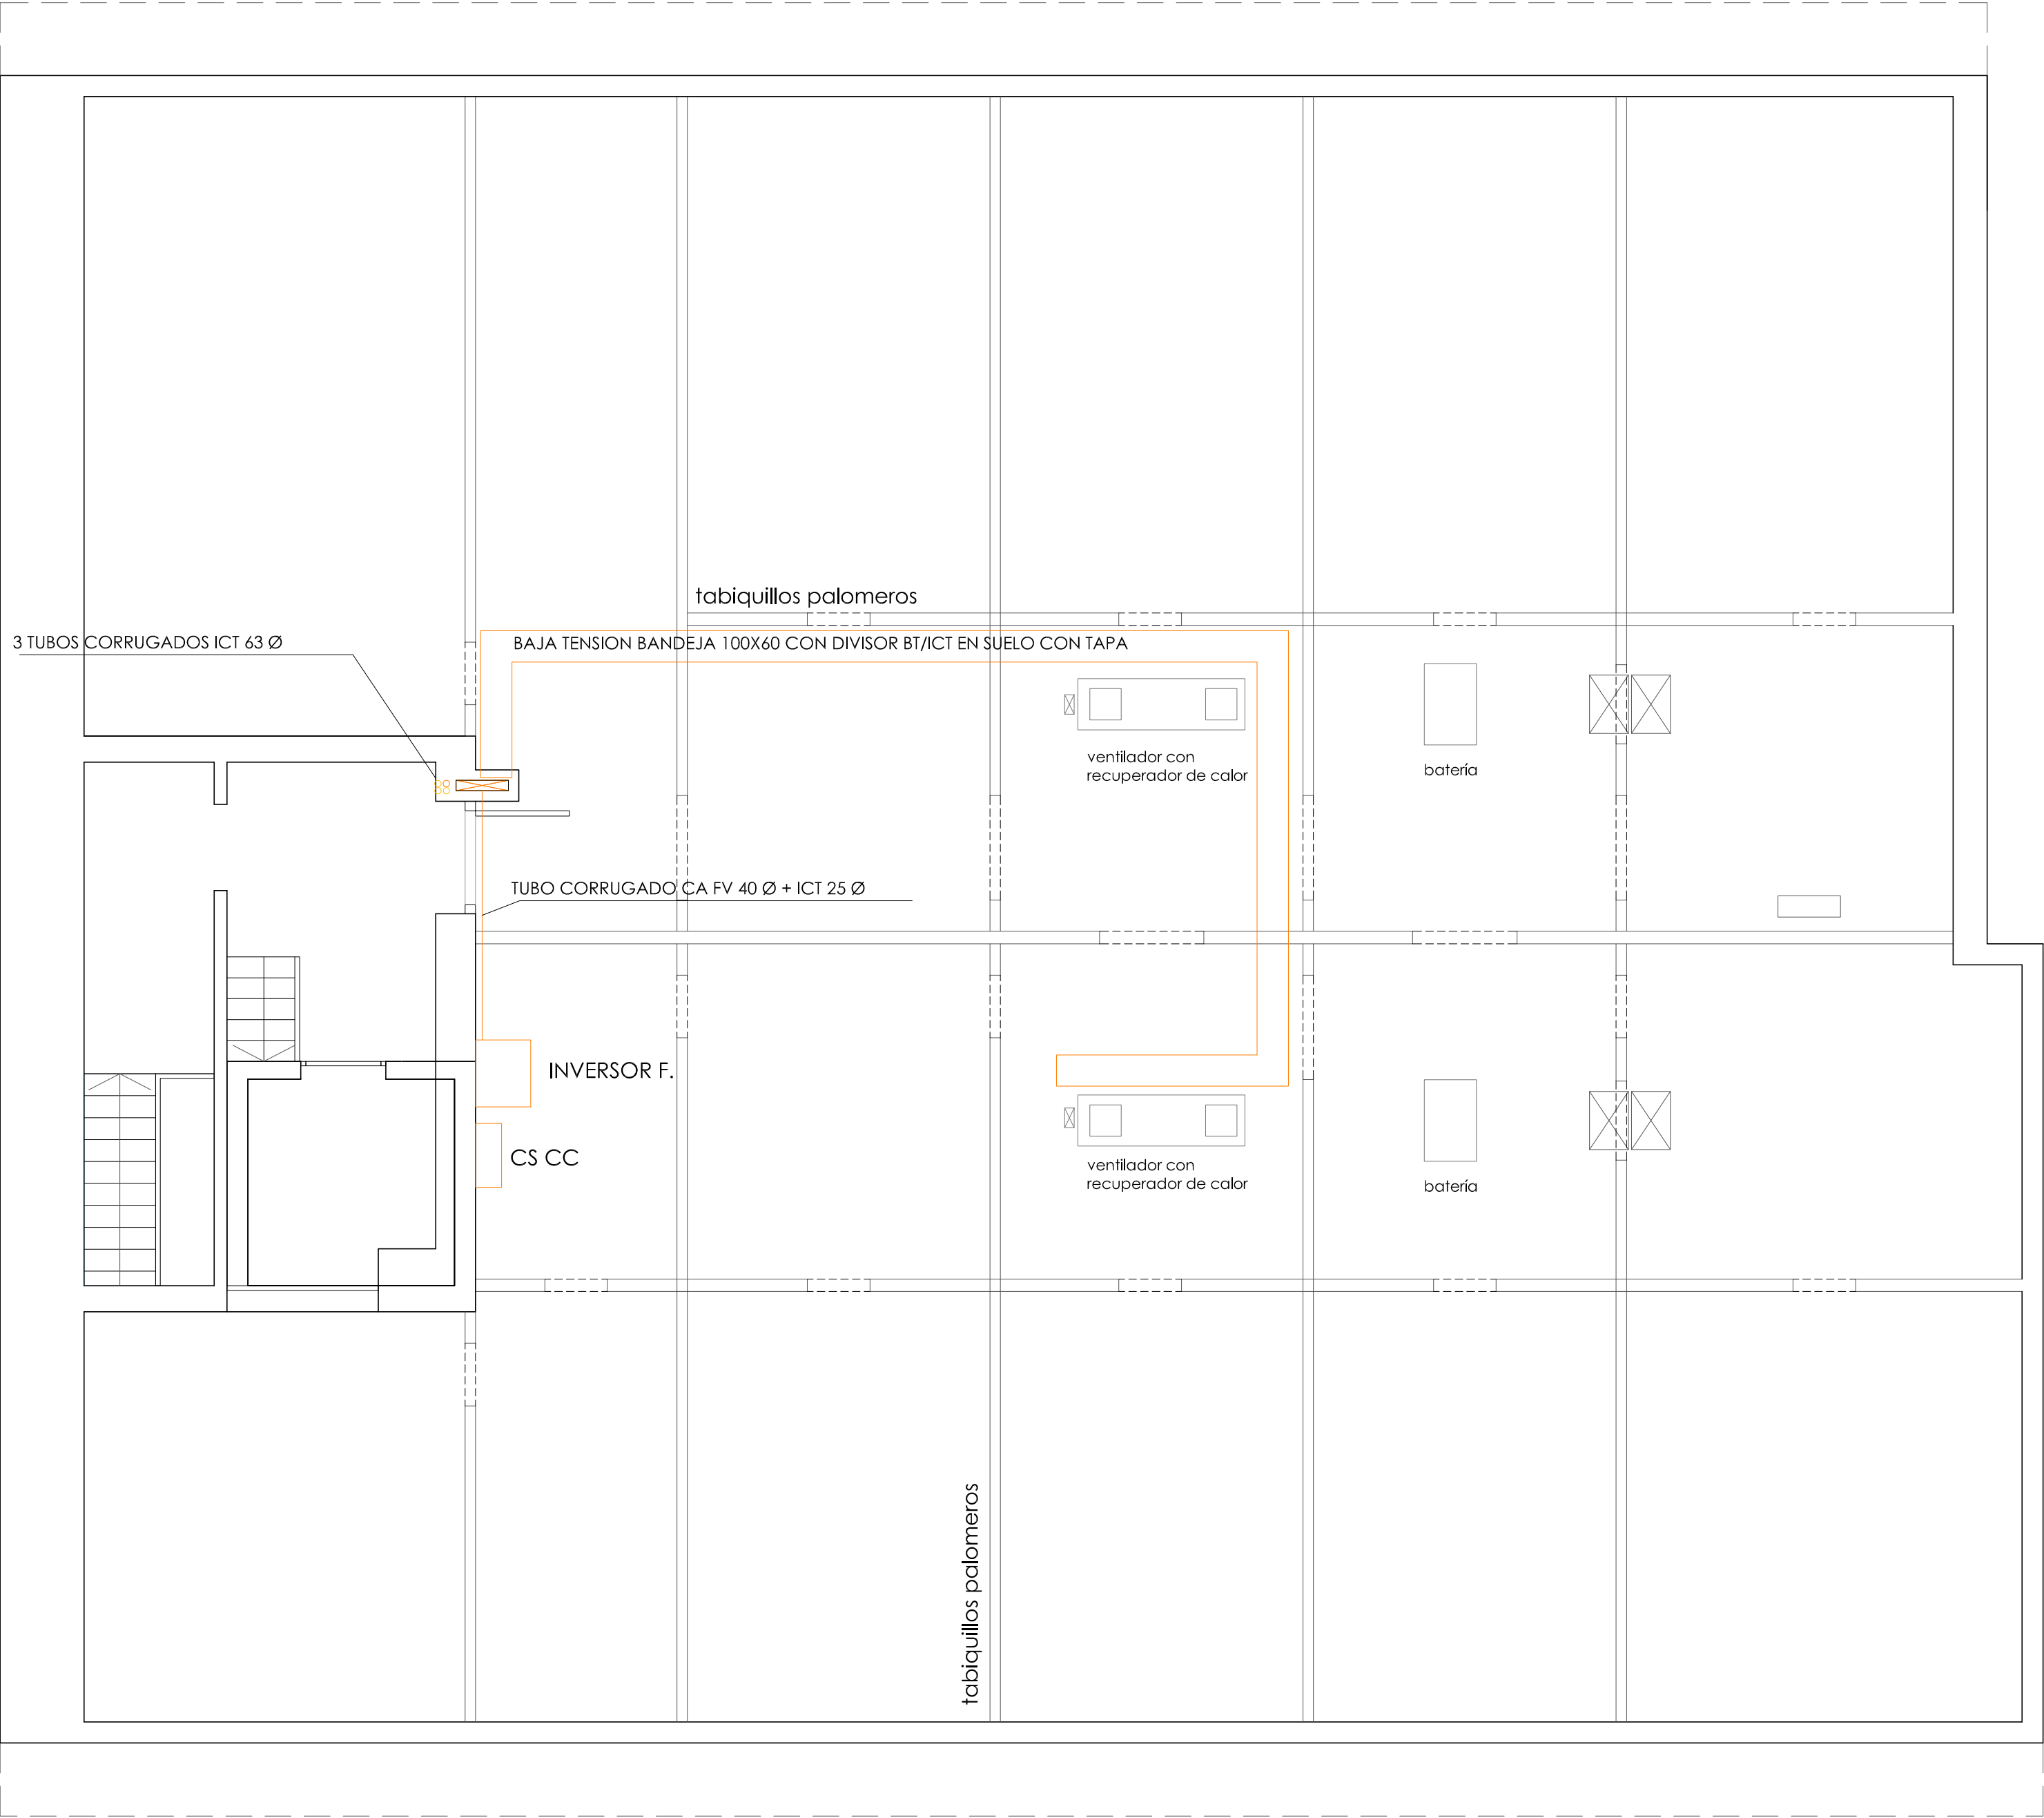 tabiquillos palomeros
3 TUBOS CORRUGADOS ICT 63 Ø
BAJA TENSION BANDEJA 100X60 CON DIVISOR BT/ICT EN SUELO CON TAPA
ventilador con
recuperador de calor
batería
TUBO CORRUGADO CA FV 40 Ø + ICT 25 Ø
INVERSOR F.
CS CC
ventilador con
recuperador de calor
batería
tabiquillos palomeros